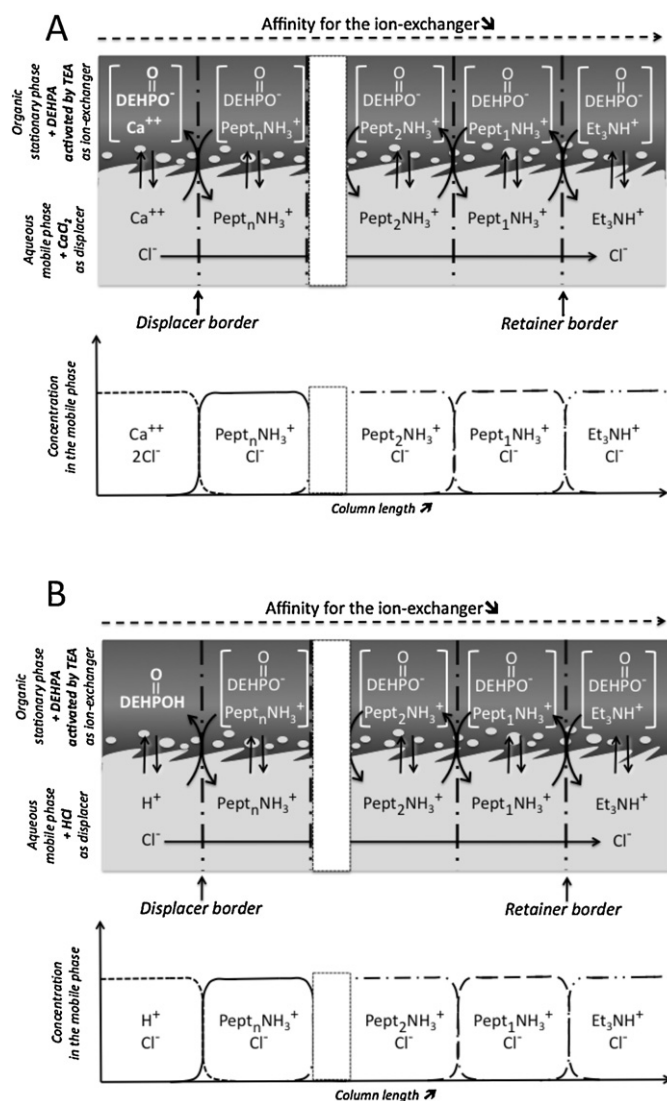 A
Affinity for the ion-exchanger↘
Organic
stationary phase
+ DEHPA
activated by TEA
as ion-exchanger
O
DEHPO⁻
Ca⁺⁺
O
DEHPO⁻
PeptₙNH₃⁺
O
DEHPO⁻
Pept₂NH₃⁺
O
DEHPO⁻
Pept₁NH₃⁺
O
DEHPO⁻
Et₃NH⁺
Aqueous
mobile phase
+ CaCl₂
as displacer
Ca⁺⁺
Cl⁻
PeptₙNH₃⁺
Pept₂NH₃⁺
Pept₁NH₃⁺
Et₃NH⁺
Cl⁻
Displacer border
Retainer border
Concentration
in the mobile phase
Ca⁺⁺
2Cl⁻
PeptₙNH₃⁺
Cl⁻
Pept₂NH₃⁺
Cl⁻
Pept₁NH₃⁺
Cl⁻
Et₃NH⁺
Cl⁻
Column length ↗
B
Affinity for the ion-exchanger↘
Organic
stationary phase
+ DEHPA
activated by TEA
as ion-exchanger
O
DEHPOH
O
DEHPO⁻
PeptₙNH₃⁺
O
DEHPO⁻
Pept₂NH₃⁺
O
DEHPO⁻
Pept₁NH₃⁺
O
DEHPO⁻
Et₃NH⁺
Aqueous
mobile phase
+ HCl
as displacer
H⁺
Cl⁻
PeptₙNH₃⁺
Pept₂NH₃⁺
Pept₁NH₃⁺
Et₃NH⁺
Cl⁻
Displacer border
Retainer border
Concentration
in the mobile phase
H⁺
Cl⁻
PeptₙNH₃⁺
Cl⁻
Pept₂NH₃⁺
Cl⁻
Pept₁NH₃⁺
Cl⁻
Et₃NH⁺
Cl⁻
Column length ↗